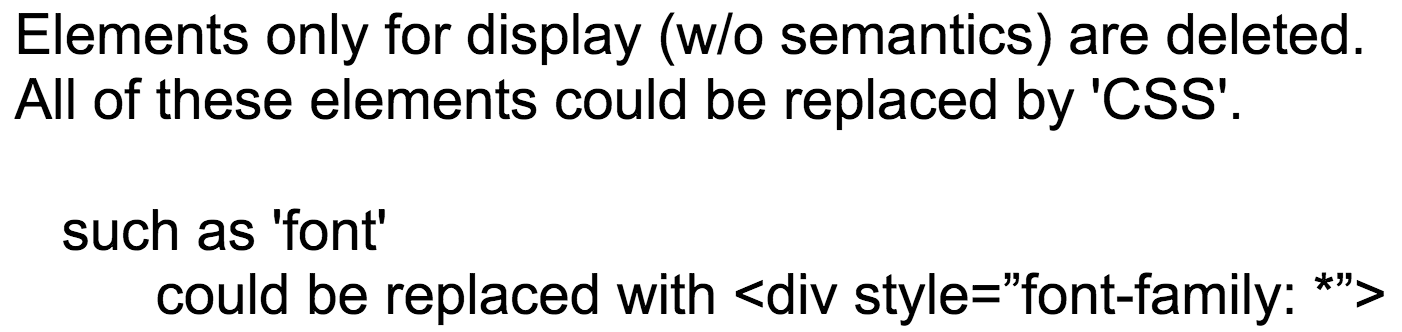 Elements only for display (w/o semantics) are deleted.
All of these elements could be replaced by 'CSS'.
such as 'font'
could be replaced with <div style=”font-family: *”>